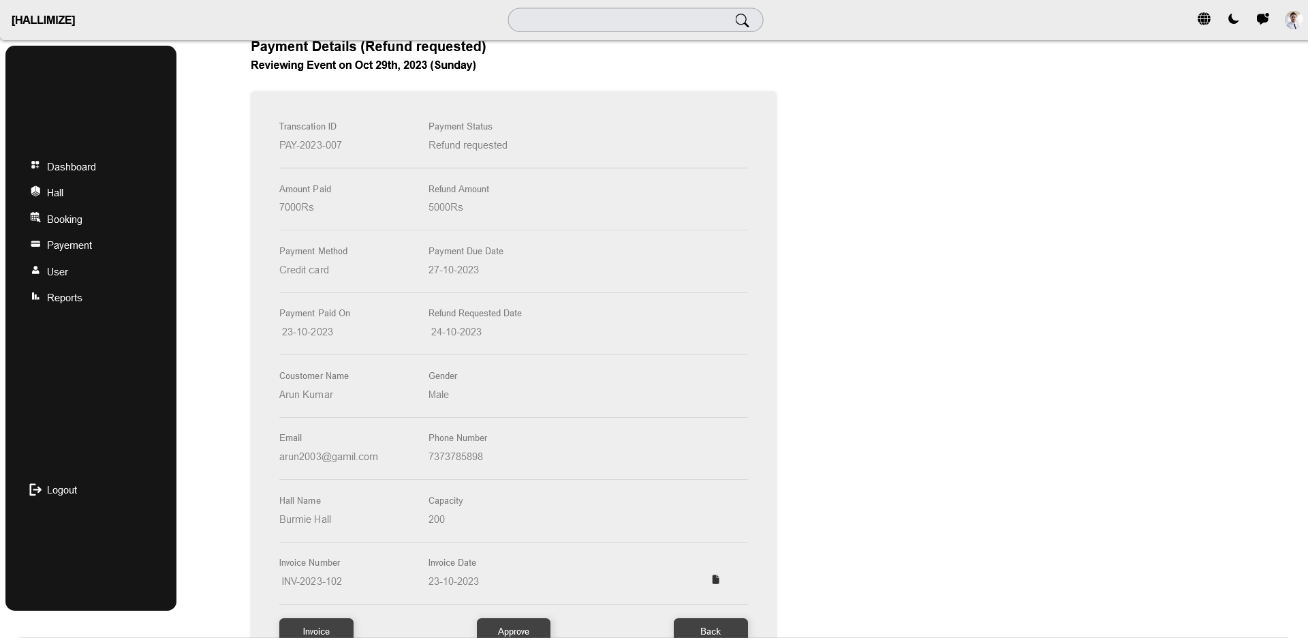 [HALLIMIZE]
Payment Details (Refund requested)
Reviewing Event on Oct 29th, 2023 (Sunday)
Dashboard
Hall
Booking
Payement
User
Reports
Logout
Transcation ID Payment Status
PAY-2023-007 Refund requested
Amount Paid Refund Amount
7000Rs 5000Rs
Payment Method Payment Due Date
Credit card 27-10-2023
Payment Paid On Refund Requested Date
23-10-2023 24-10-2023
Coustomer Name Gender
Arun Kumar Male
Email Phone Number
arun2003@gamil.com 7373785898
Hall Name Capacity
Burmie Hall 200
Invoice Number Invoice Date
INV-2023-102 23-10-2023
Invoice Approve Back